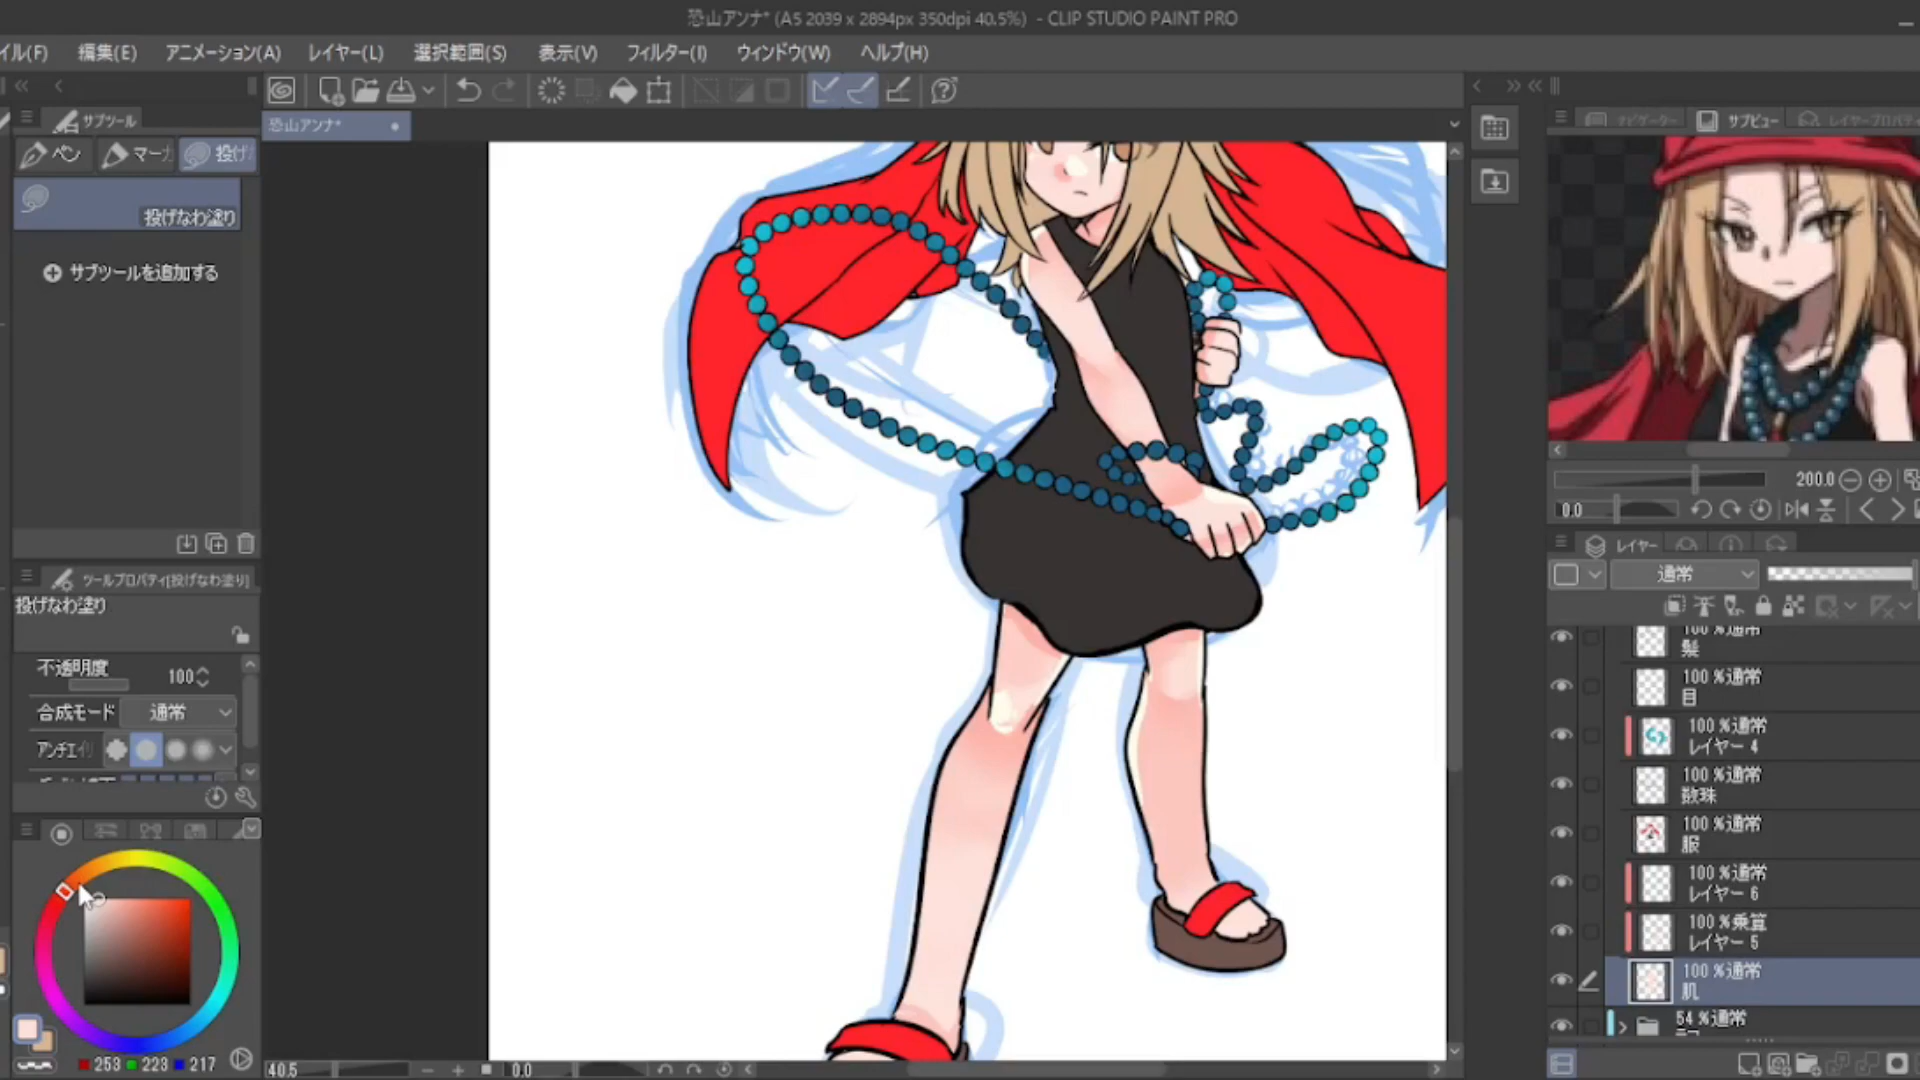 恐山アンナ* (A5 2039 x 2894px 350dpi 40.5%) - CLIP STUDIO PAINT PRO
イル(F) 編集(E) アニメーション(A) レイヤー(L) 選択範囲(S) 表示(V) フィルター(I) ウィンドウ(W) ヘルプ(H)
サブツール
ペン マーカ 投げ
投げなわ塗り
サブツールを追加する
ツールプロパティ[投げなわ塗り]
投げなわ塗り
不透明度 100
合成モード 通常
アンチエイリ
253 223 217
恐山アンナ*
40.5 0.0
ナビゲーター サブビュー レイヤープロパティ
200.0
0.0
レイヤー
通常
100 %通常
髪
100 %通常
目
100 %通常
レイヤー 4
100 %通常
数珠
100 %通常
服
100 %通常
レイヤー 6
100 %乗算
レイヤー 5
100 %通常
肌
54 %通常